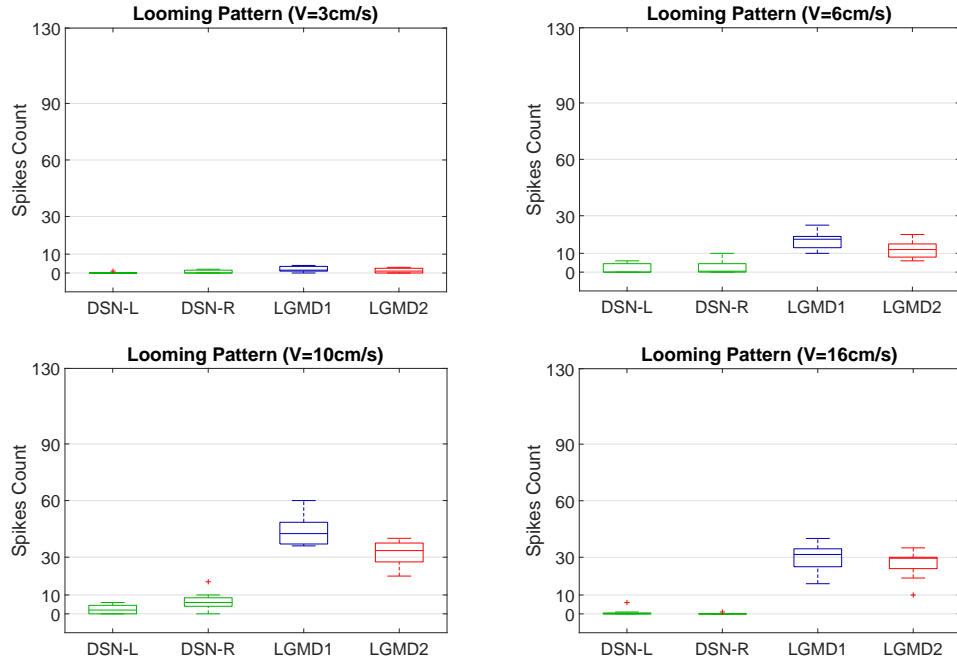 Looming Pattern (V=3cm/s)
130
90
60
30
10
0
Spikes Count
DSN-L DSN-R LGMD1 LGMD2
Looming Pattern (V=6cm/s)
130
90
60
30
10
0
Spikes Count
DSN-L DSN-R LGMD1 LGMD2
Looming Pattern (V=10cm/s)
130
90
60
30
10
0
Spikes Count
DSN-L DSN-R LGMD1 LGMD2
Looming Pattern (V=16cm/s)
130
90
60
30
10
0
Spikes Count
DSN-L DSN-R LGMD1 LGMD2